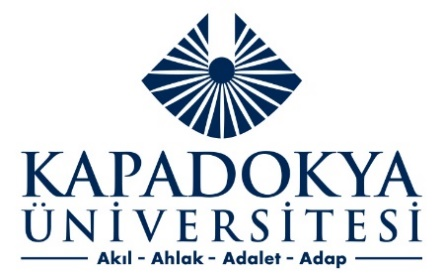 KAPADOKYA
ÜNİVERSİTESİ
Akıl - Ahlak - Adalet - Adap